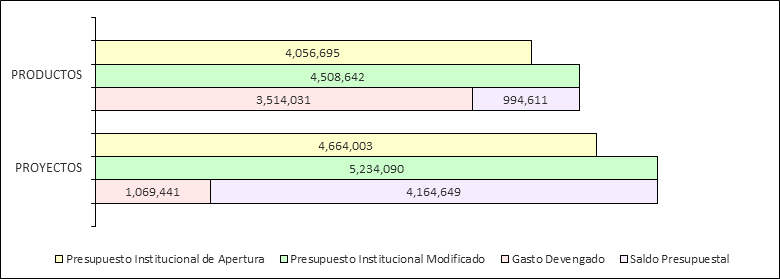 4,056,695
PRODUCTOS 4,508,642
3,514,031 994,611
4,664,003
PROYECTOS 5,234,090
1,069,441 4,164,649
Presupuesto Institucional de Apertura Presupuesto Institucional Modificado Gasto Devengado Saldo Presupuestal